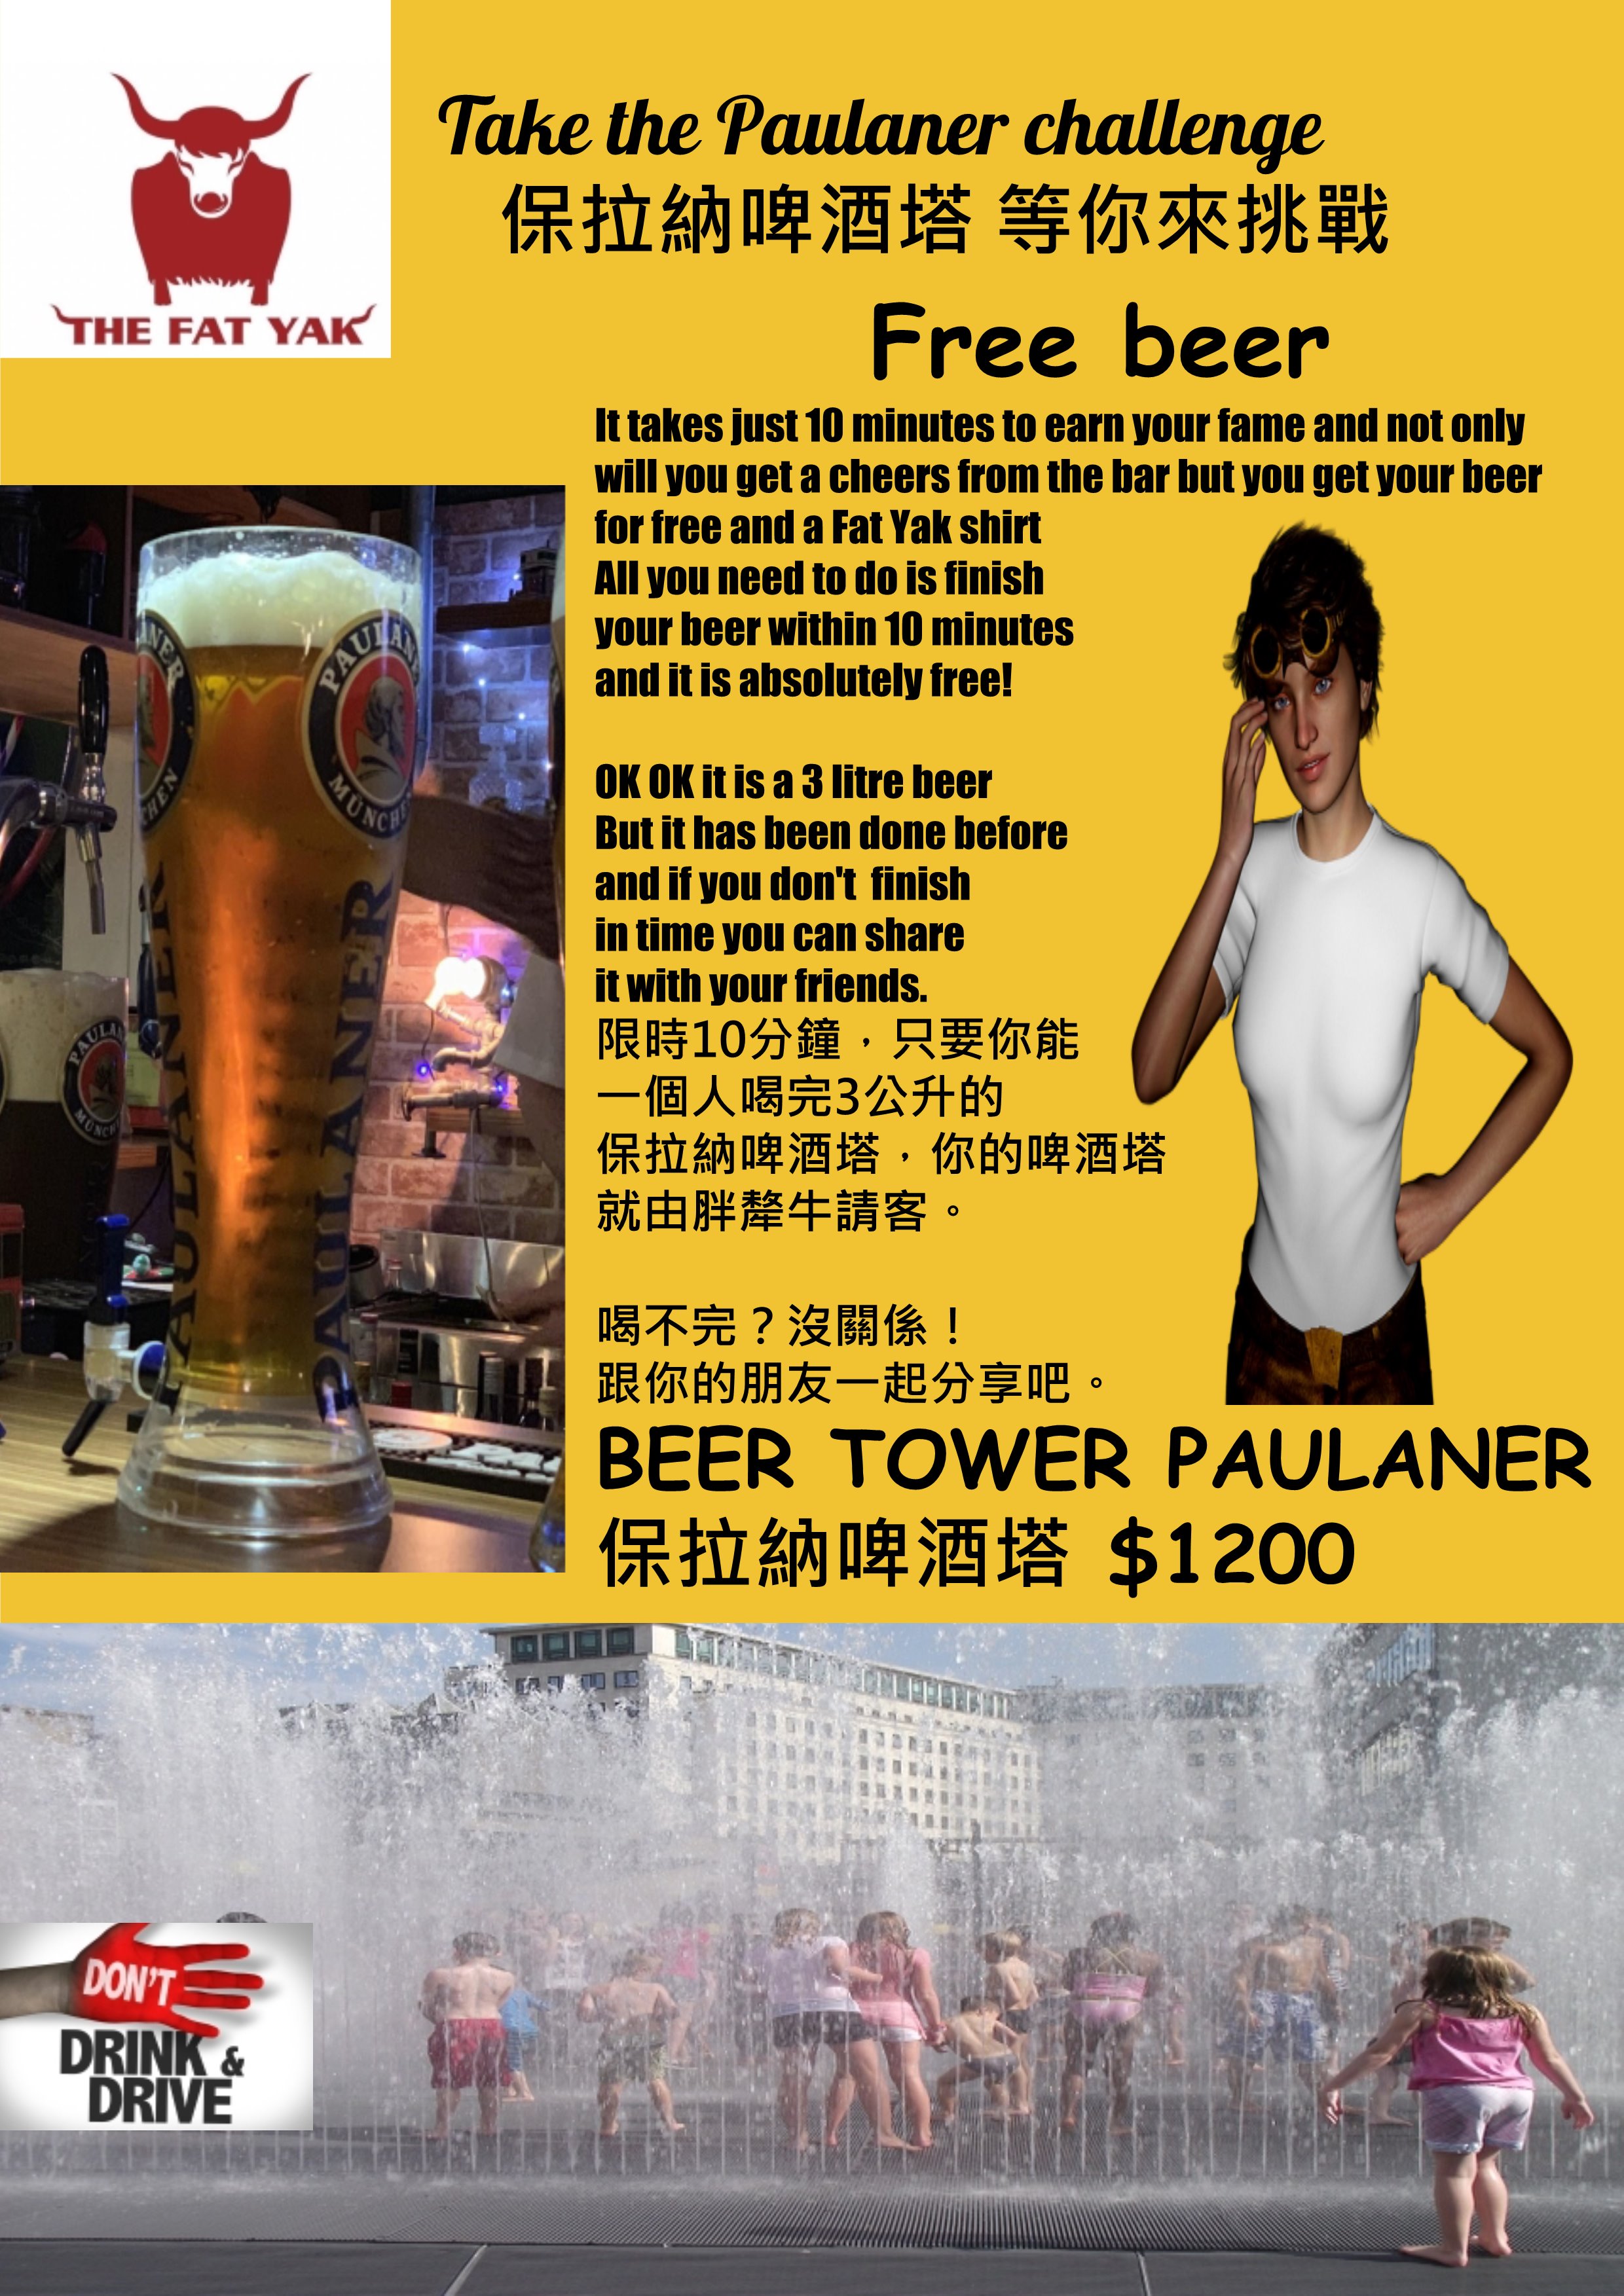 THE FAT YAK
Take the Paulaner challenge
保拉納啤酒塔 等你來挑戰
Free beer
It takes just 10 minutes to earn your fame and not only
will you get a cheers from the bar but you get your beer
for free and a Fat Yak shirt
All you need to do is finish
your beer within 10 minutes
and it is absolutely free!
OK OK it is a 3 litre beer
But it has been done before
and if you don't finish
in time you can share
it with your friends.
限時10分鐘，只要你能
一個人喝完3公升的
保拉納啤酒塔，你的啤酒塔
就由胖犛牛請客。
喝不完？沒關係！
跟你的朋友一起分享吧。
BEER TOWER PAULANER
保拉納啤酒塔 $1200
PAULANER
MÜNCHEN
PAULANER
PAULANER
DON'T
DRINK &
DRIVE